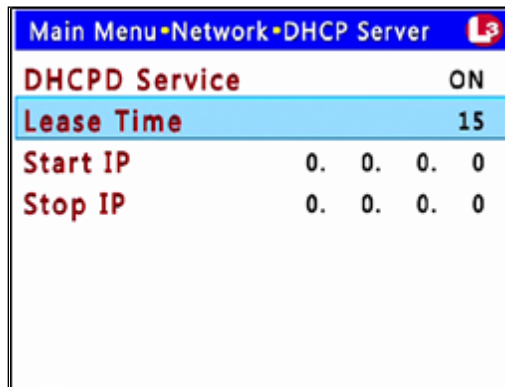 Main Menu•Network•DHCP Server L3
DHCPD Service ON
Lease Time 15
Start IP 0. 0. 0. 0
Stop IP 0. 0. 0. 0